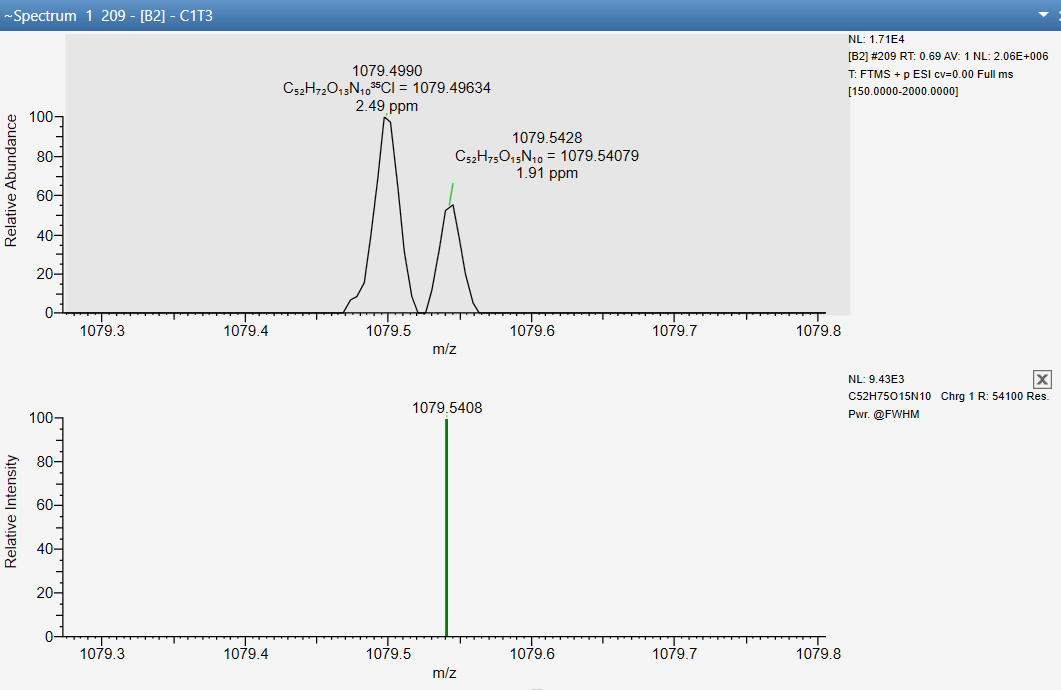 ~Spectrum 1 209 - [B2] - C1T3
NL: 1.71E4
[B2] #209 RT: 0.69 AV: 1 NL: 2.06E+006
T: FTMS + p ESI cv=0.00 Full ms
[150.0000-2000.0000]
1079.4990
C₅₂H₇₂O₁₃N₁₀³⁵Cl = 1079.49634
2.49 ppm
1079.5428
C₅₂H₇₅O₁₅N₁₀ = 1079.54079
1.91 ppm
Relative Abundance
100
80
60
40
20
0
1079.3 1079.4 1079.5 1079.6 1079.7 1079.8
m/z
NL: 9.43E3
C52H75O15N10 Chrg 1 R: 54100 Res.
Pwr. @FWHM
X
1079.5408
Relative Intensity
100
80
60
40
20
0
1079.3 1079.4 1079.5 1079.6 1079.7 1079.8
m/z